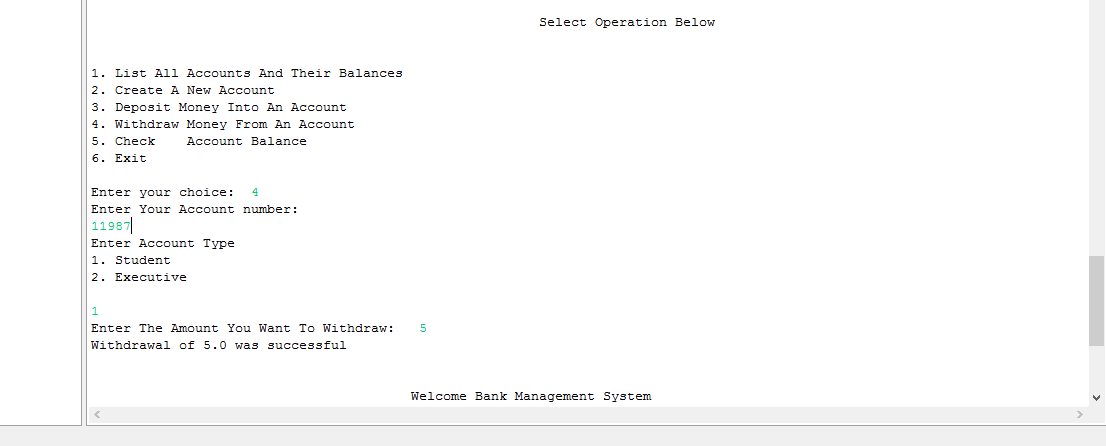 Select Operation Below
1. List All Accounts And Their Balances
2. Create A New Account
3. Deposit Money Into An Account
4. Withdraw Money From An Account
5. Check    Account Balance
6. Exit
Enter your choice:  4
Enter Your Account number:
11987
Enter Account Type
1. Student
2. Executive
1
Enter The Amount You Want To Withdraw:   5
Withdrawal of 5.0 was successful
Welcome Bank Management System